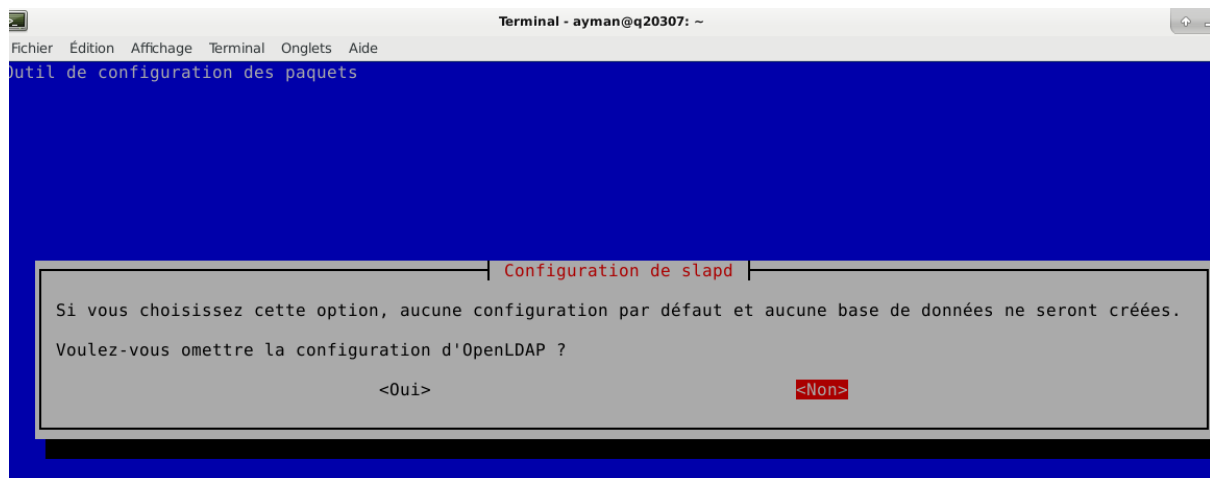 Terminal - ayman@q20307: ~
Fichier Édition Affichage Terminal Onglets Aide
Outil de configuration des paquets
Configuration de slapd
Si vous choisissez cette option, aucune configuration par défaut et aucune base de données ne seront créées.
Voulez-vous omettre la configuration d'OpenLDAP ?
<Oui> <Non>